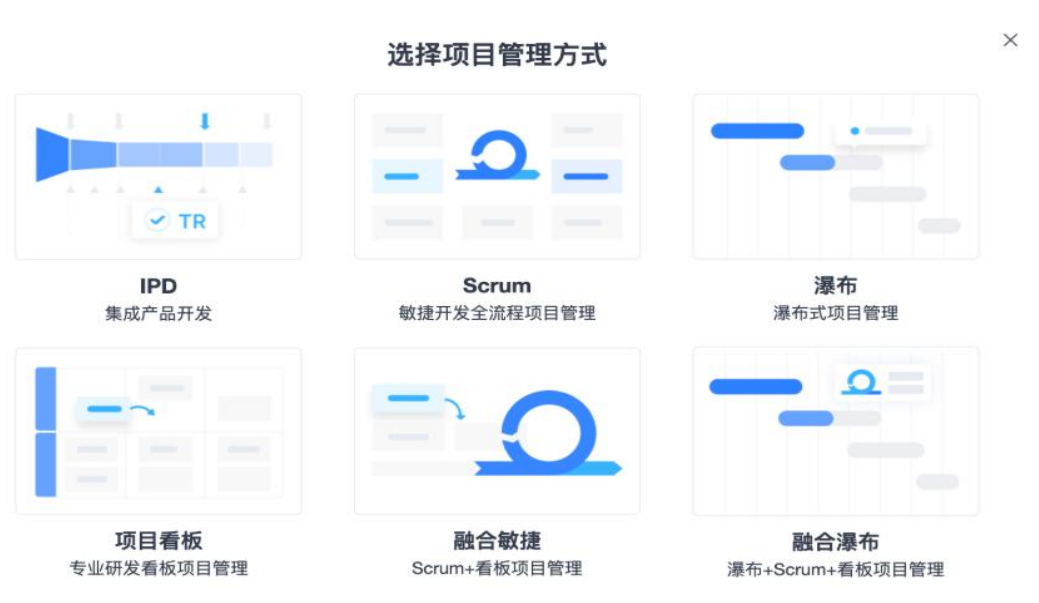 选择项目管理方式
TR
IPD
集成产品开发
Scrum
敏捷开发全流程项目管理
瀑布
瀑布式项目管理
项目看板
专业研发看板项目管理
融合敏捷
Scrum+看板项目管理
融合瀑布
瀑布+Scrum+看板项目管理